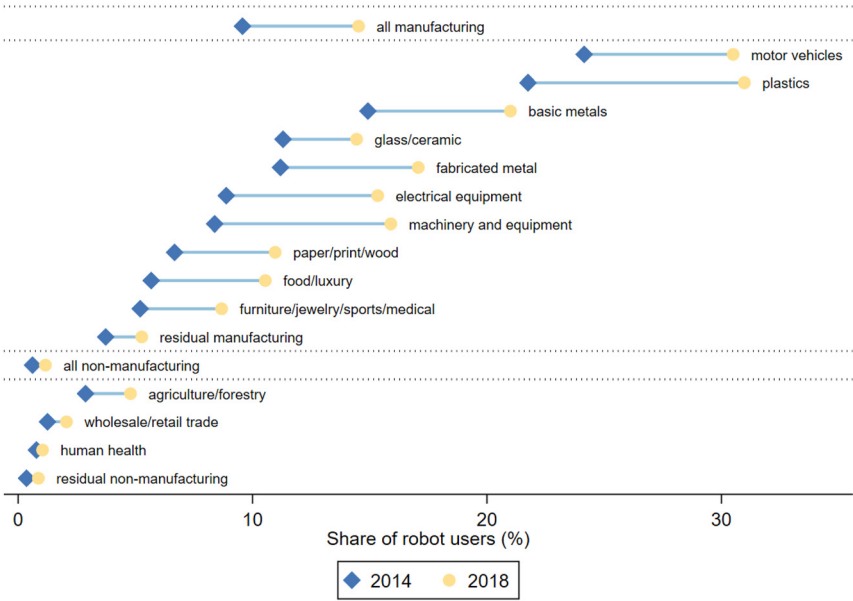 all manufacturing
motor vehicles
plastics
basic metals
glass/ceramic
fabricated metal
electrical equipment
machinery and equipment
paper/print/wood
food/luxury
furniture/jewelry/sports/medical
residual manufacturing
all non-manufacturing
agriculture/forestry
wholesale/retail trade
human health
residual non-manufacturing
0 10 20 30
Share of robot users (%)
2014 2018